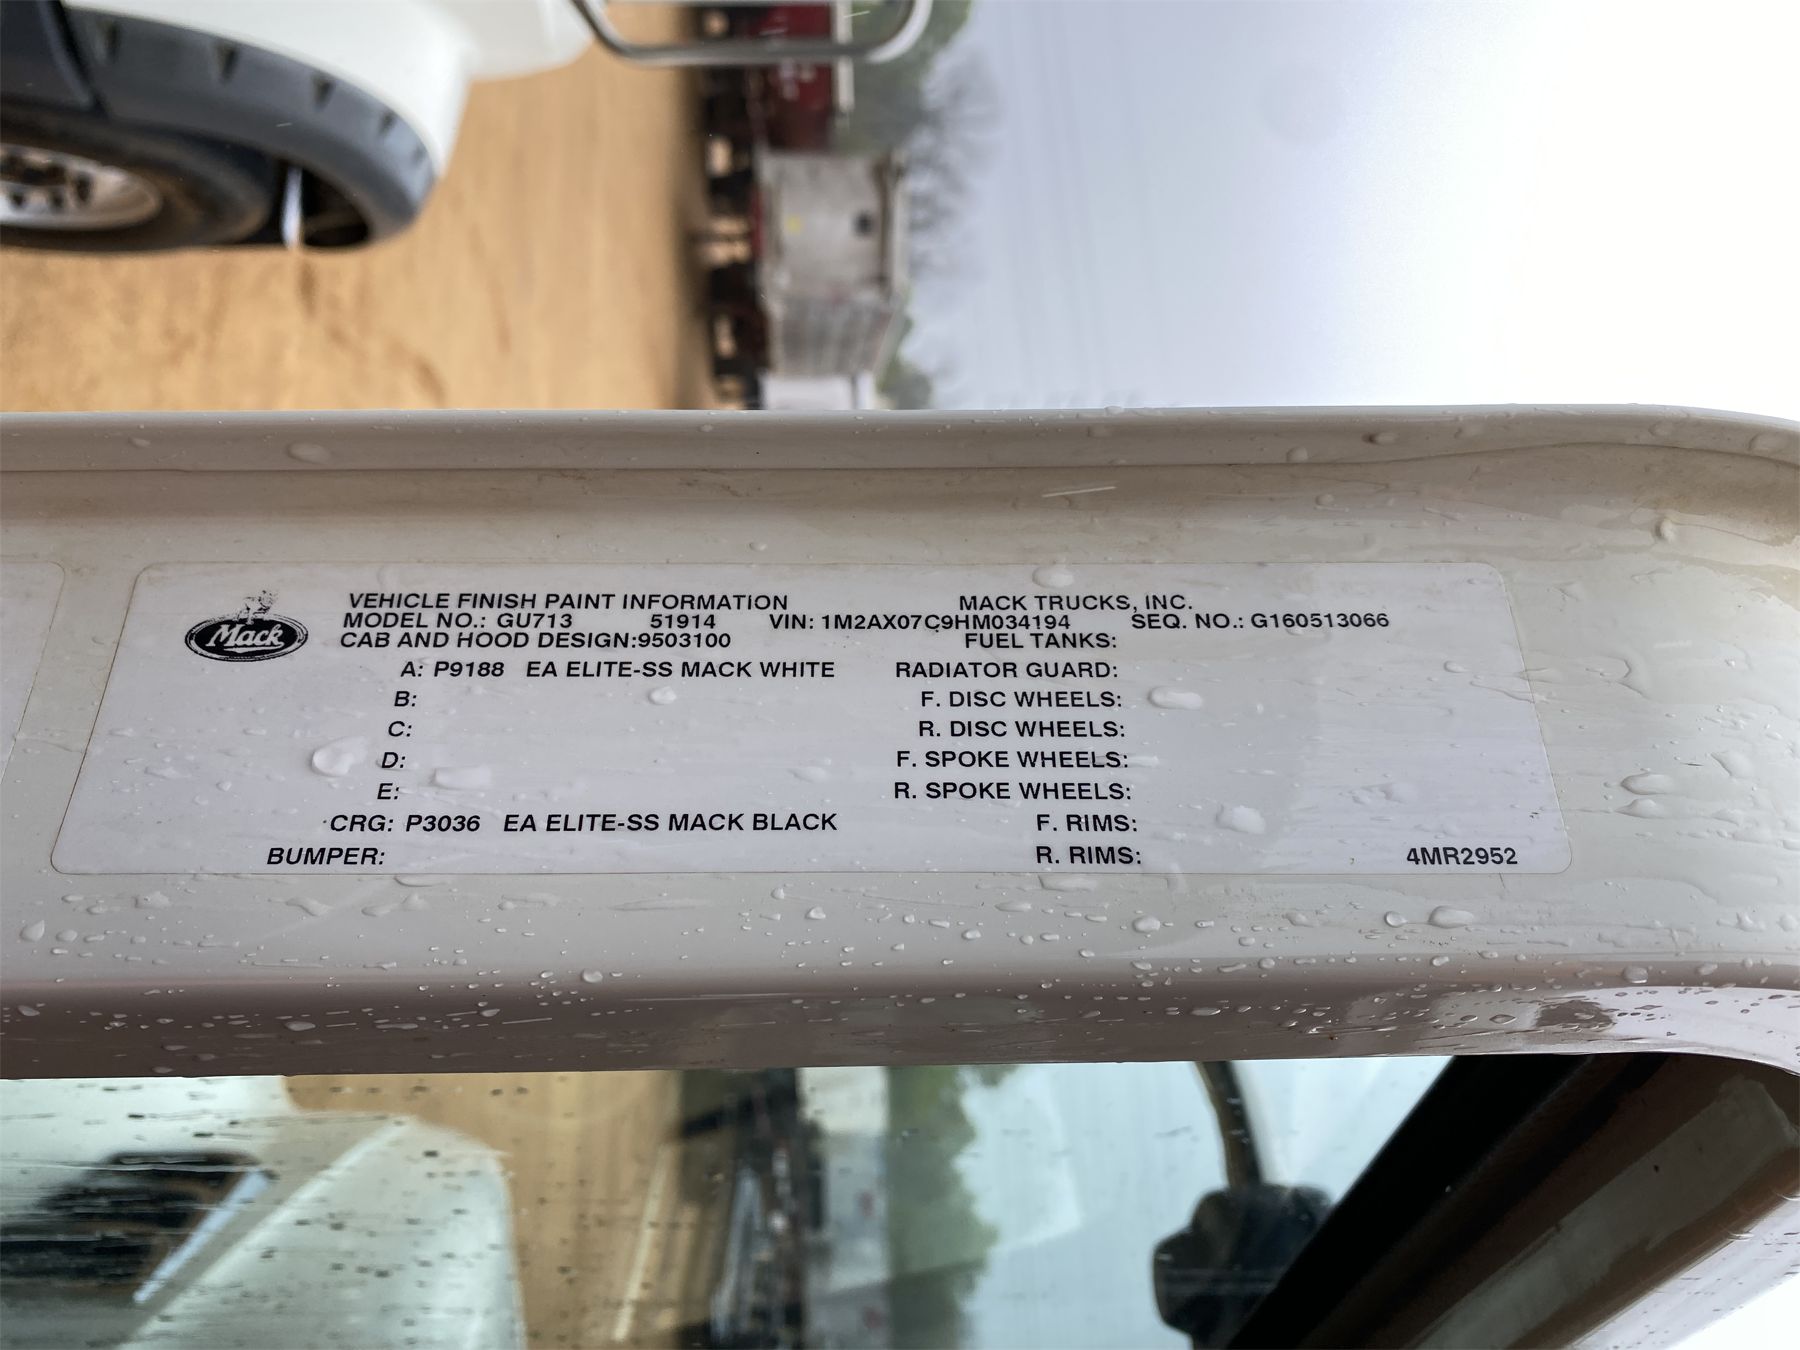 Mack
VEHICLE FINISH PAINT INFORMATION MACK TRUCKS, INC.
MODEL NO.: GU713 51914 VIN: 1M2AX07C9HM034194 SEQ. NO.: G160513066
CAB AND HOOD DESIGN:9503100 FUEL TANKS:
A: P9188 EA ELITE-SS MACK WHITE RADIATOR GUARD:
B: F. DISC WHEELS:
C: R. DISC WHEELS:
D: F. SPOKE WHEELS:
E: R. SPOKE WHEELS:
CRG: P3036 EA ELITE-SS MACK BLACK F. RIMS:
BUMPER: R. RIMS: 4MR2952